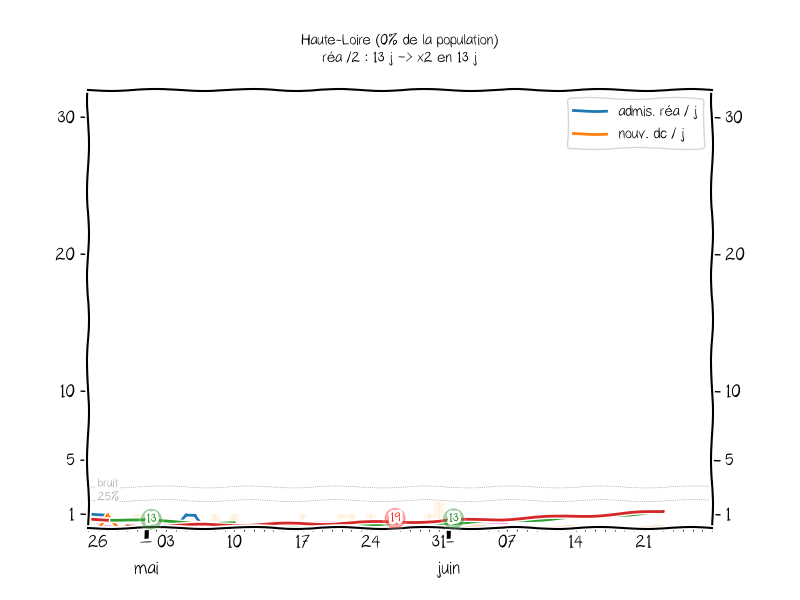 Haute-Loire (0% de la population)
réa /2 : 13 j -> x2 en 13 j
admis. réa / j
nouv. dc / j
30
20
10
5
1
30
20
10
5
1
bruit
25%
13
19
13
26 03 10 17 24 31 07 14 21
mai juin